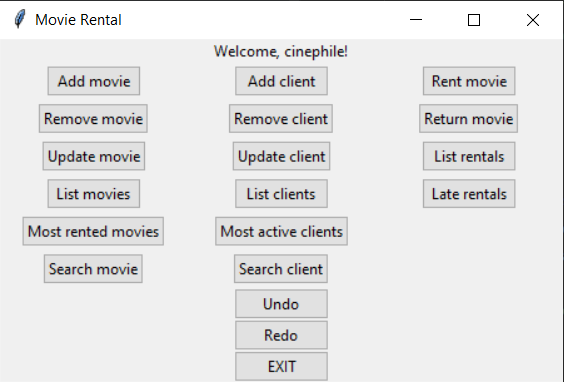 Movie Rental
Welcome, cinephile!
Add movie Add client Rent movie
Remove movie Remove client Return movie
Update movie Update client List rentals
List movies List clients Late rentals
Most rented movies Most active clients
Search movie Search client
Undo
Redo
EXIT